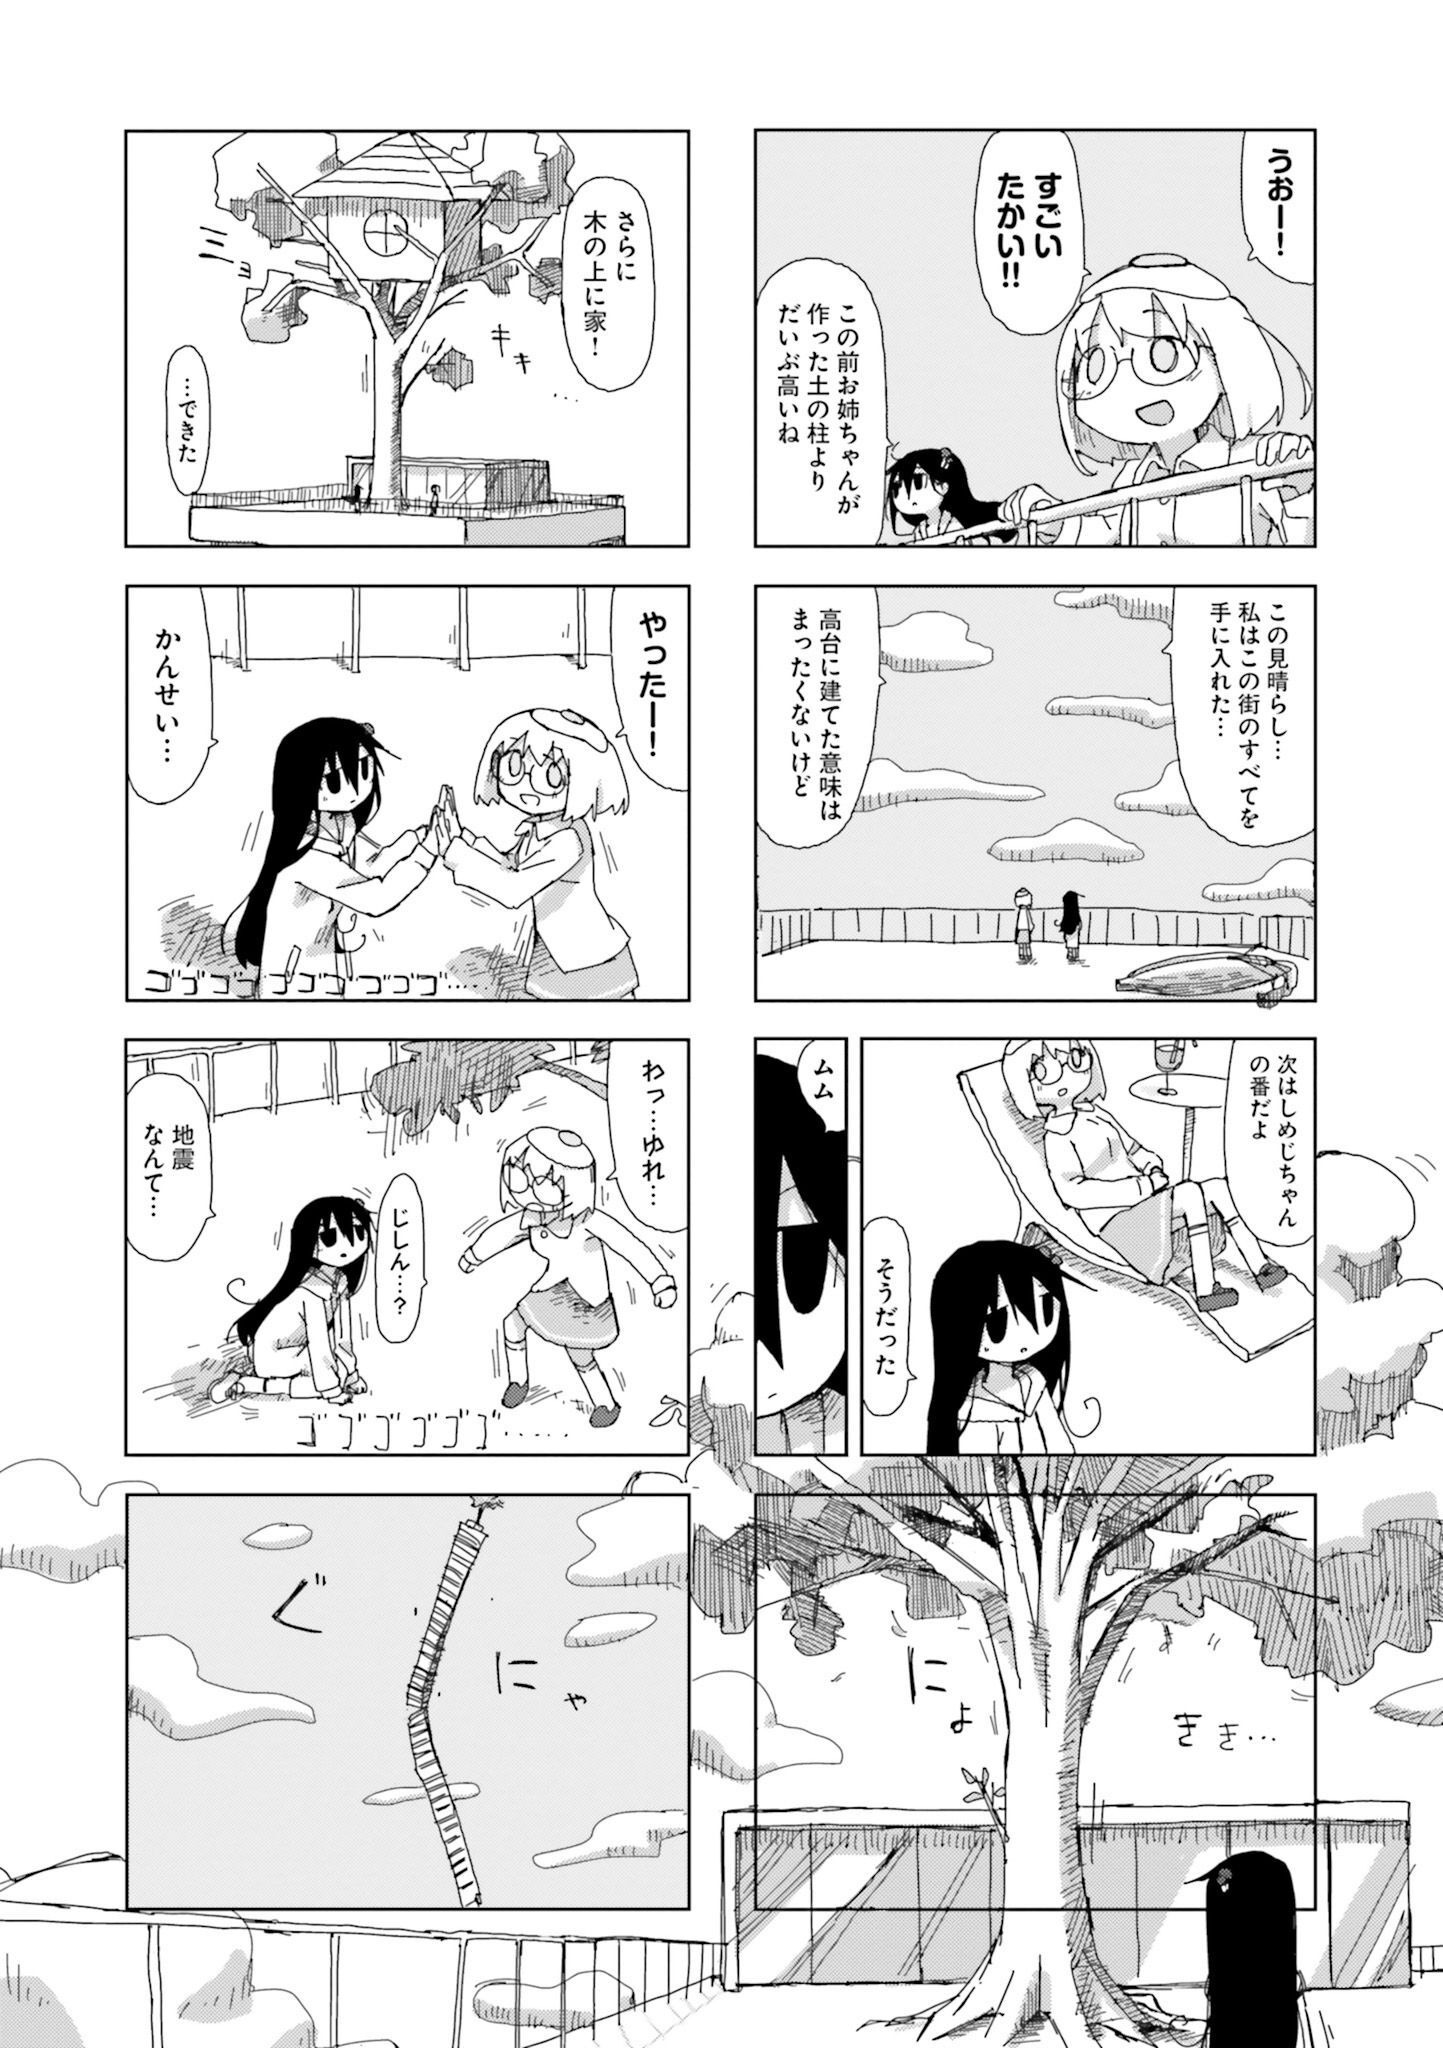 うおー！
すごい
たかい!!
この前お姉ちゃんが
作った土の柱より
だいぶ高いね
この見晴らし…
私はこの街のすべてを
手に入れた…
高台に建てた意味は
まったくないけど
次はしめじちゃん
の番だよ
そうだった
ムム
きき…
にょ
さらに
木の上に家！
ミョ
キキ
…できた
やったー！
かんせい…
ゴゴゴゴゴゴゴゴゴ……
わっ…ゆれ…
じしん…？
地震
なんて…
ゴゴゴゴゴゴ……
ぐ
にゃ